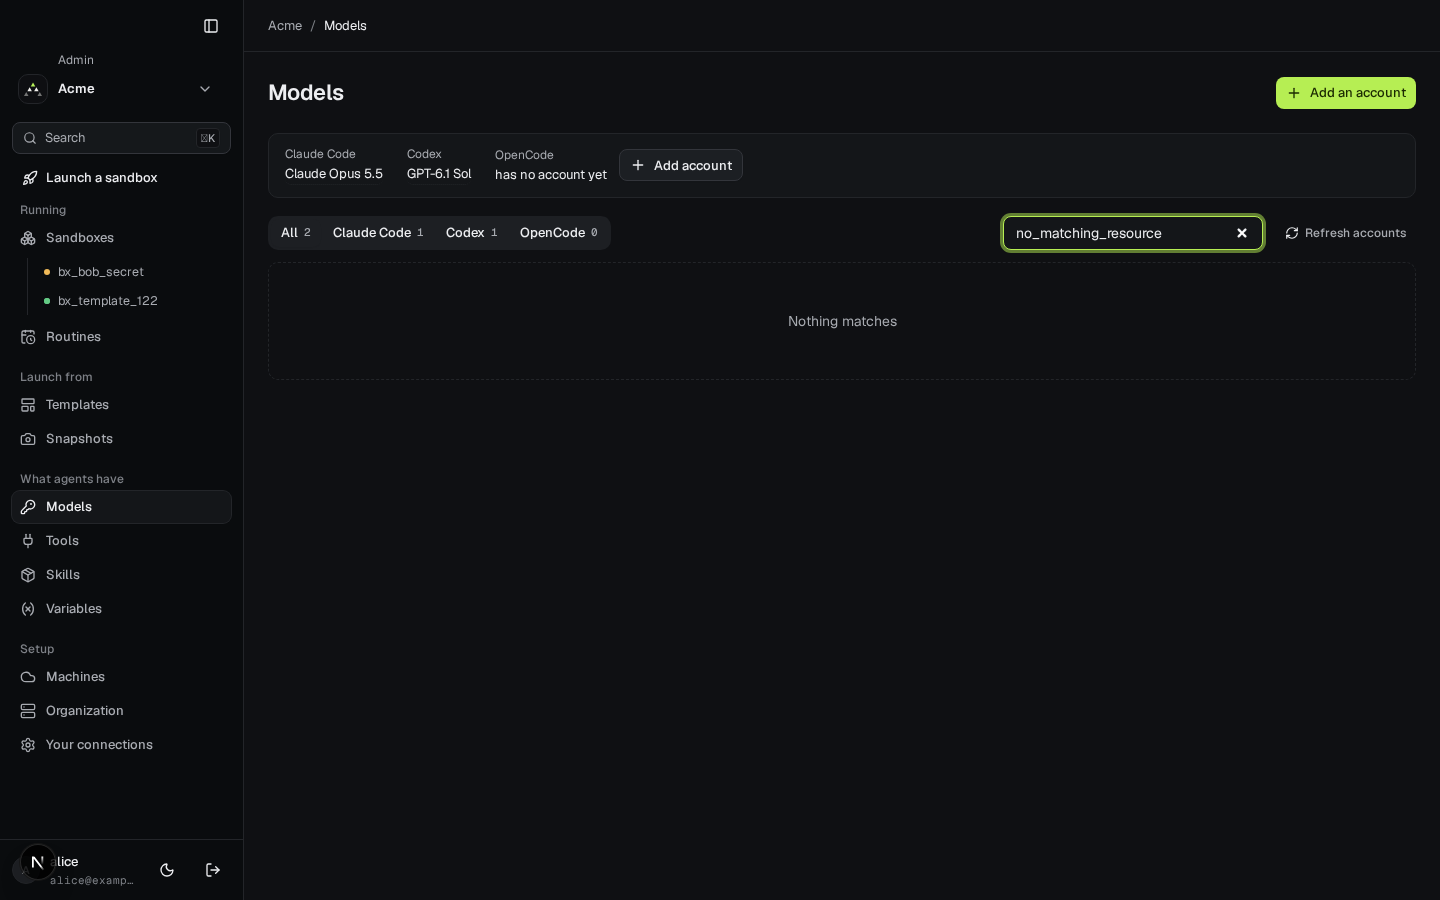 Acme / Models
Admin
Acme
Search
K
Launch a sandbox
Running
Sandboxes
bx_bob_secret
bx_template_122
Routines
Launch from
Templates
Snapshots
What agents have
Models
Tools
Skills
Variables
Setup
Machines
Organization
Your connections
N
alice
alice@examp…
Models
Add an account
Claude Code
Claude Opus 5.5
Codex
GPT-6.1 Sol
OpenCode
has no account yet
Add account
All 2
Claude Code 1
Codex 1
OpenCode 0
no_matching_resource
Refresh accounts
Nothing matches